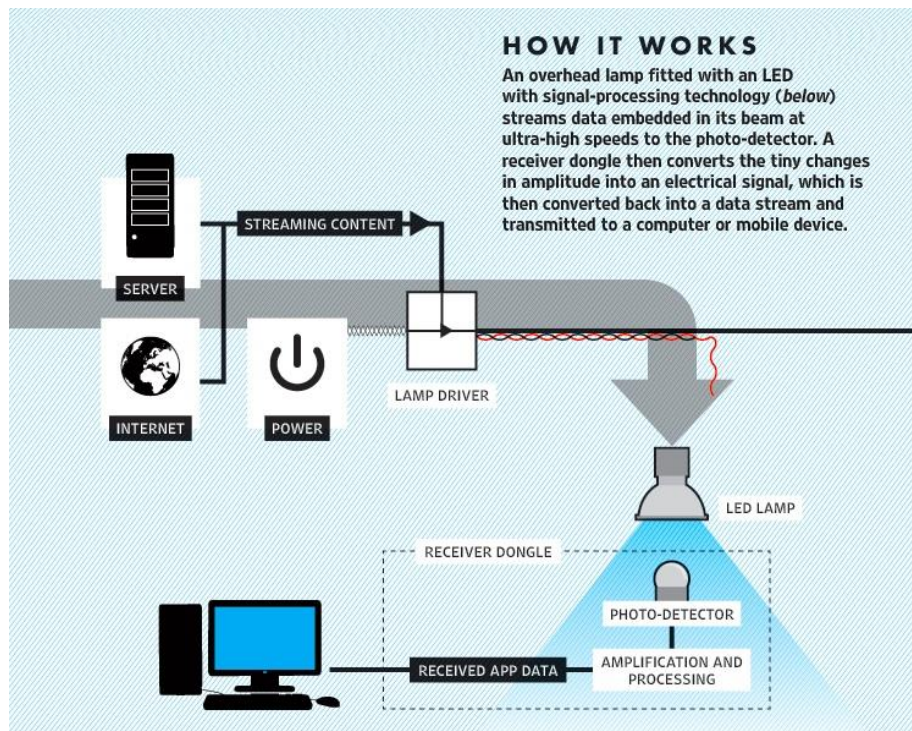 HOW IT WORKS
An overhead lamp fitted with an LED
with signal-processing technology (below)
streams data embedded in its beam at
ultra-high speeds to the photo-detector. A
receiver dongle then converts the tiny changes
in amplitude into an electrical signal, which is
then converted back into a data stream and
transmitted to a computer or mobile device.
STREAMING CONTENT
SERVER
LAMP DRIVER
INTERNET
POWER
LED LAMP
RECEIVER DONGLE
PHOTO-DETECTOR
RECEIVED APP DATA
AMPLIFICATION AND
PROCESSING